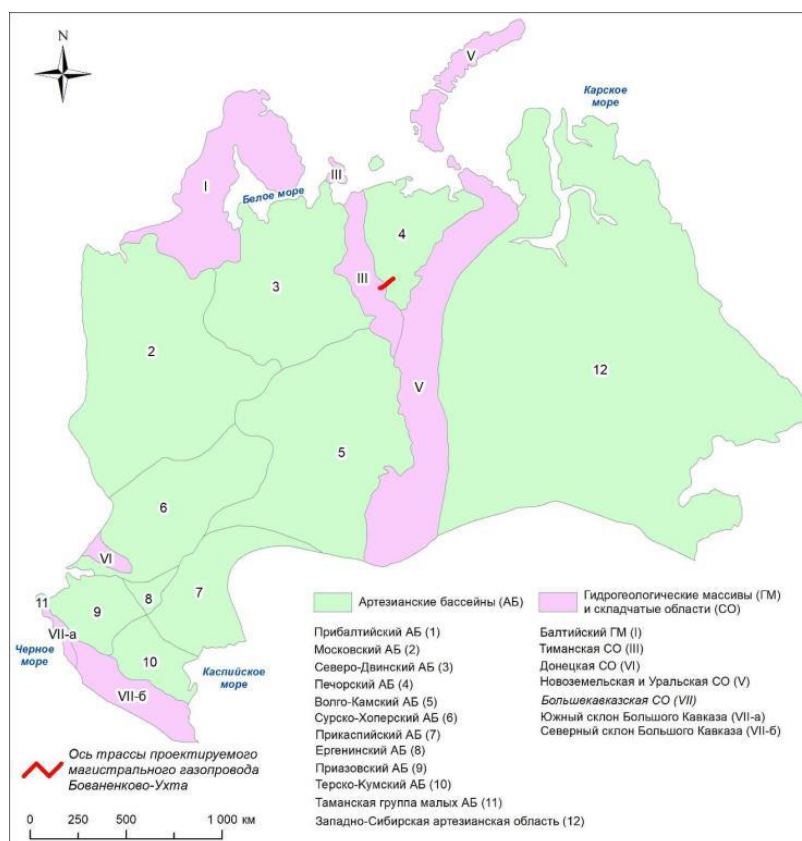 N
V
Карское
море
I
III
Белое море
4
3
III
2
12
V
5
6
VI
7
8
11
9
VII-а
10
Черное
море
Каспийское
море
VII-б
Артезианские бассейны (АБ)
Гидрогеологические массивы (ГМ)
и складчатые области (СО)
Прибалтийский АБ (1)
Московский АБ (2)
Северо-Двинский АБ (3)
Печорский АБ (4)
Волго-Камский АБ (5)
Сурско-Хоперский АБ (6)
Прикаспийский АБ (7)
Ергенинский АБ (8)
Приазовский АБ (9)
Терско-Кумский АБ (10)
Таманская группа малых АБ (11)
Западно-Сибирская артезианская область (12)
Балтийский ГМ (I)
Тиманская СО (III)
Донецкая СО (VI)
Новоземельская и Уральская СО (V)
Большекавказская СО (VII)
Южный склон Большого Кавказа (VII-а)
Северный склон Большого Кавказа (VII-б)
Ось трассы проектируемого
магистрального газопровода
Бованенково-Ухта
0 250 500 1 000 км